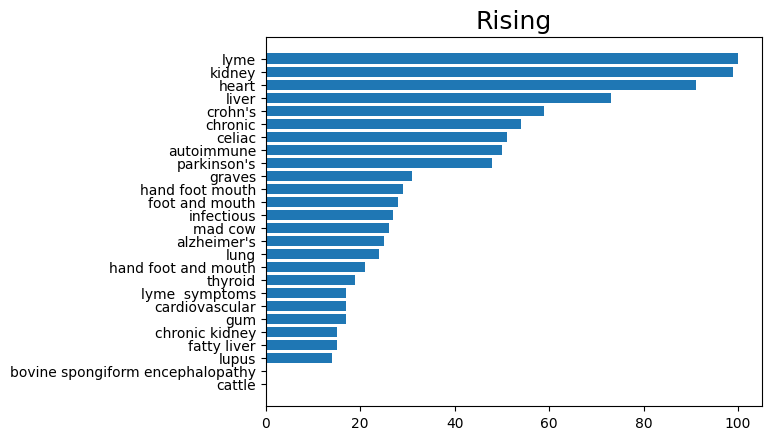 Rising
lyme
kidney
heart
liver
crohn's
chronic
celiac
autoimmune
parkinson's
graves
hand foot mouth
foot and mouth
infectious
mad cow
alzheimer's
lung
hand foot and mouth
thyroid
lyme  symptoms
cardiovascular
gum
chronic kidney
fatty liver
lupus
bovine spongiform encephalopathy
cattle
0 20 40 60 80 100